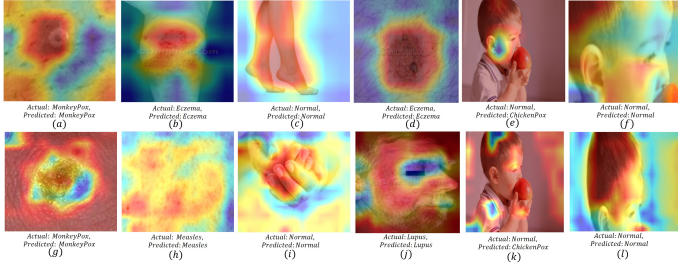 Actual: MonkeyPox,
Predicted: MonkeyPox
(a)
Actual: Eczema,
Predicted: Eczema
(b)
Actual: Normal,
Predicted: Normal
(c)
Actual: Eczema,
Predicted: Eczema
(d)
Actual: Normal,
Predicted: ChickenPox
(e)
Actual: Normal,
Predicted: Normal
(f)
Actual: MonkeyPox,
Predicted: MonkeyPox
(g)
Actual: Measles,
Predicted: Measles
(h)
Actual: Normal,
Predicted: Normal
(i)
Actual: Lupus,
Predicted: Lupus
(j)
Actual: Normal,
Predicted: ChickenPox
(k)
Actual: Normal,
Predicted: Normal
(l)